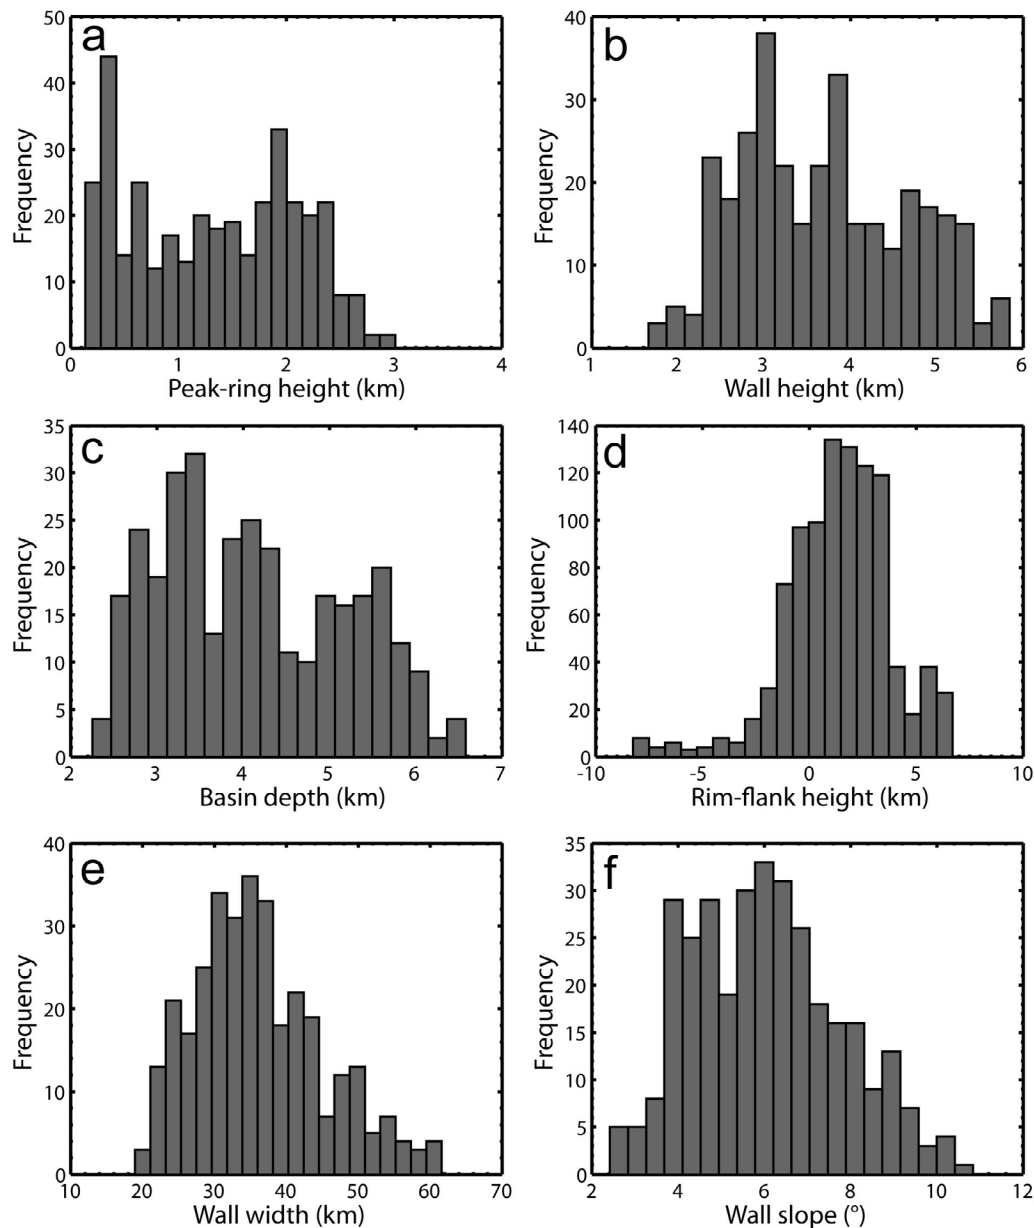 a
50
40
30
20
10
0
Frequency
0 1 2 3 4
Peak-ring height (km)
b
40
30
20
10
0
Frequency
1 2 3 4 5 6
Wall height (km)
c
35
30
25
20
15
10
5
0
Frequency
2 3 4 5 6 7
Basin depth (km)
d
140
120
100
80
60
40
20
0
Frequency
-10 -5 0 5 10
Rim-flank height (km)
e
40
30
20
10
0
Frequency
10 20 30 40 50 60 70
Wall width (km)
f
35
30
25
20
15
10
5
0
Frequency
2 4 6 8 10 12
Wall slope (°)